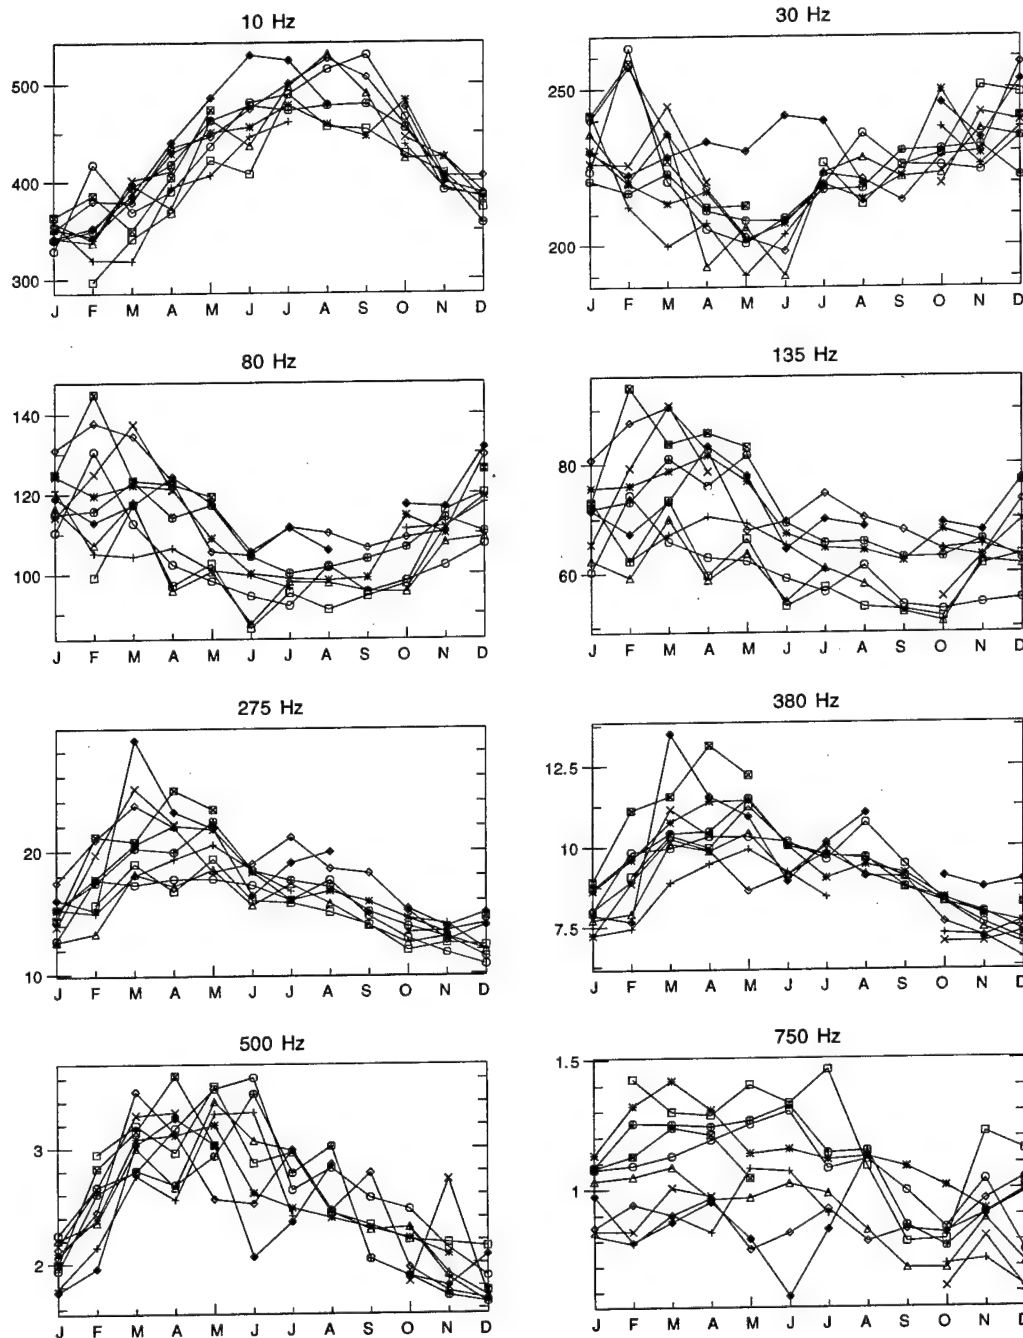 10 Hz
30 Hz
500
400
300
J F M A M J J A S O N D
250
200
J F M A M J J A S O N D
80 Hz
135 Hz
140
120
100
J F M A M J J A S O N D
80
60
J F M A M J J A S O N D
275 Hz
380 Hz
20
10
J F M A M J J A S O N D
12.5
10
7.5
J F M A M J J A S O N D
500 Hz
750 Hz
3
2
J F M A M J J A S O N D
1.5
1
J F M A M J J A S O N D